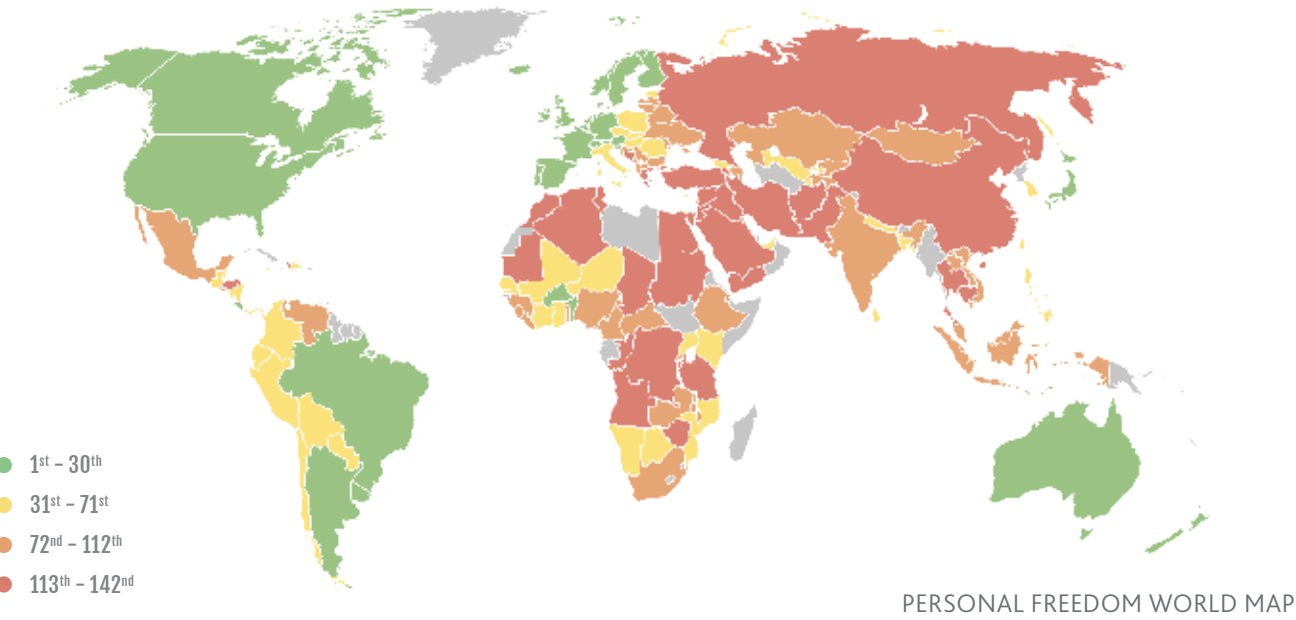 1st – 30th
31st – 71st
72nd – 112th
113th – 142nd
PERSONAL FREEDOM WORLD MAP